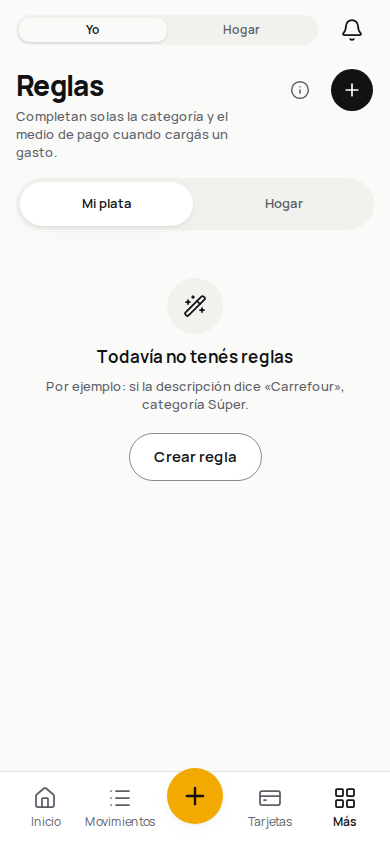 Yo
Hogar
Reglas
Completan solas la categoría y el
medio de pago cuando cargás un
gasto.
Mi plata
Hogar
Todavía no tenés reglas
Por ejemplo: si la descripción dice «Carrefour»,
categoría Súper.
Crear regla
Inicio
Movimientos
Tarjetas
Más